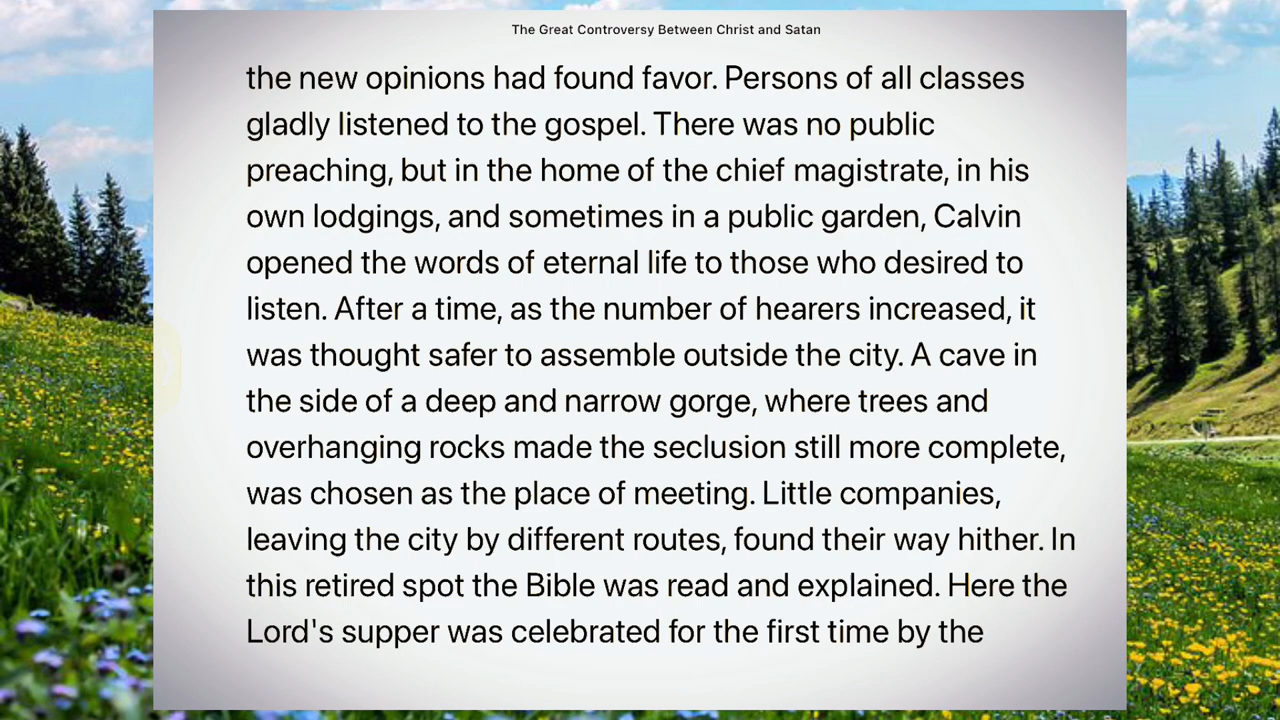 The Great Controversy Between Christ and Satan
the new opinions had found favor. Persons of all classes
gladly listened to the gospel. There was no public
preaching, but in the home of the chief magistrate, in his
own lodgings, and sometimes in a public garden, Calvin
opened the words of eternal life to those who desired to
listen. After a time, as the number of hearers increased, it
was thought safer to assemble outside the city. A cave in
the side of a deep and narrow gorge, where trees and
overhanging rocks made the seclusion still more complete,
was chosen as the place of meeting. Little companies,
leaving the city by different routes, found their way hither. In
this retired spot the Bible was read and explained. Here the
Lord's supper was celebrated for the first time by the